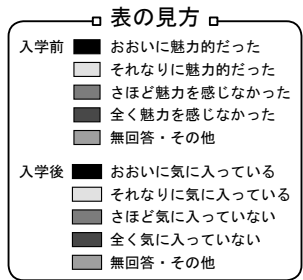 表の見方
入学前 おおいに魅力的だった
それなりに魅力的だった
さほど魅力を感じなかった
全く魅力を感じなかった
無回答・その他
入学後 おおいに気に入っている
それなりに気に入っている
さほど気に入っていない
全く気に入っていない
無回答・その他